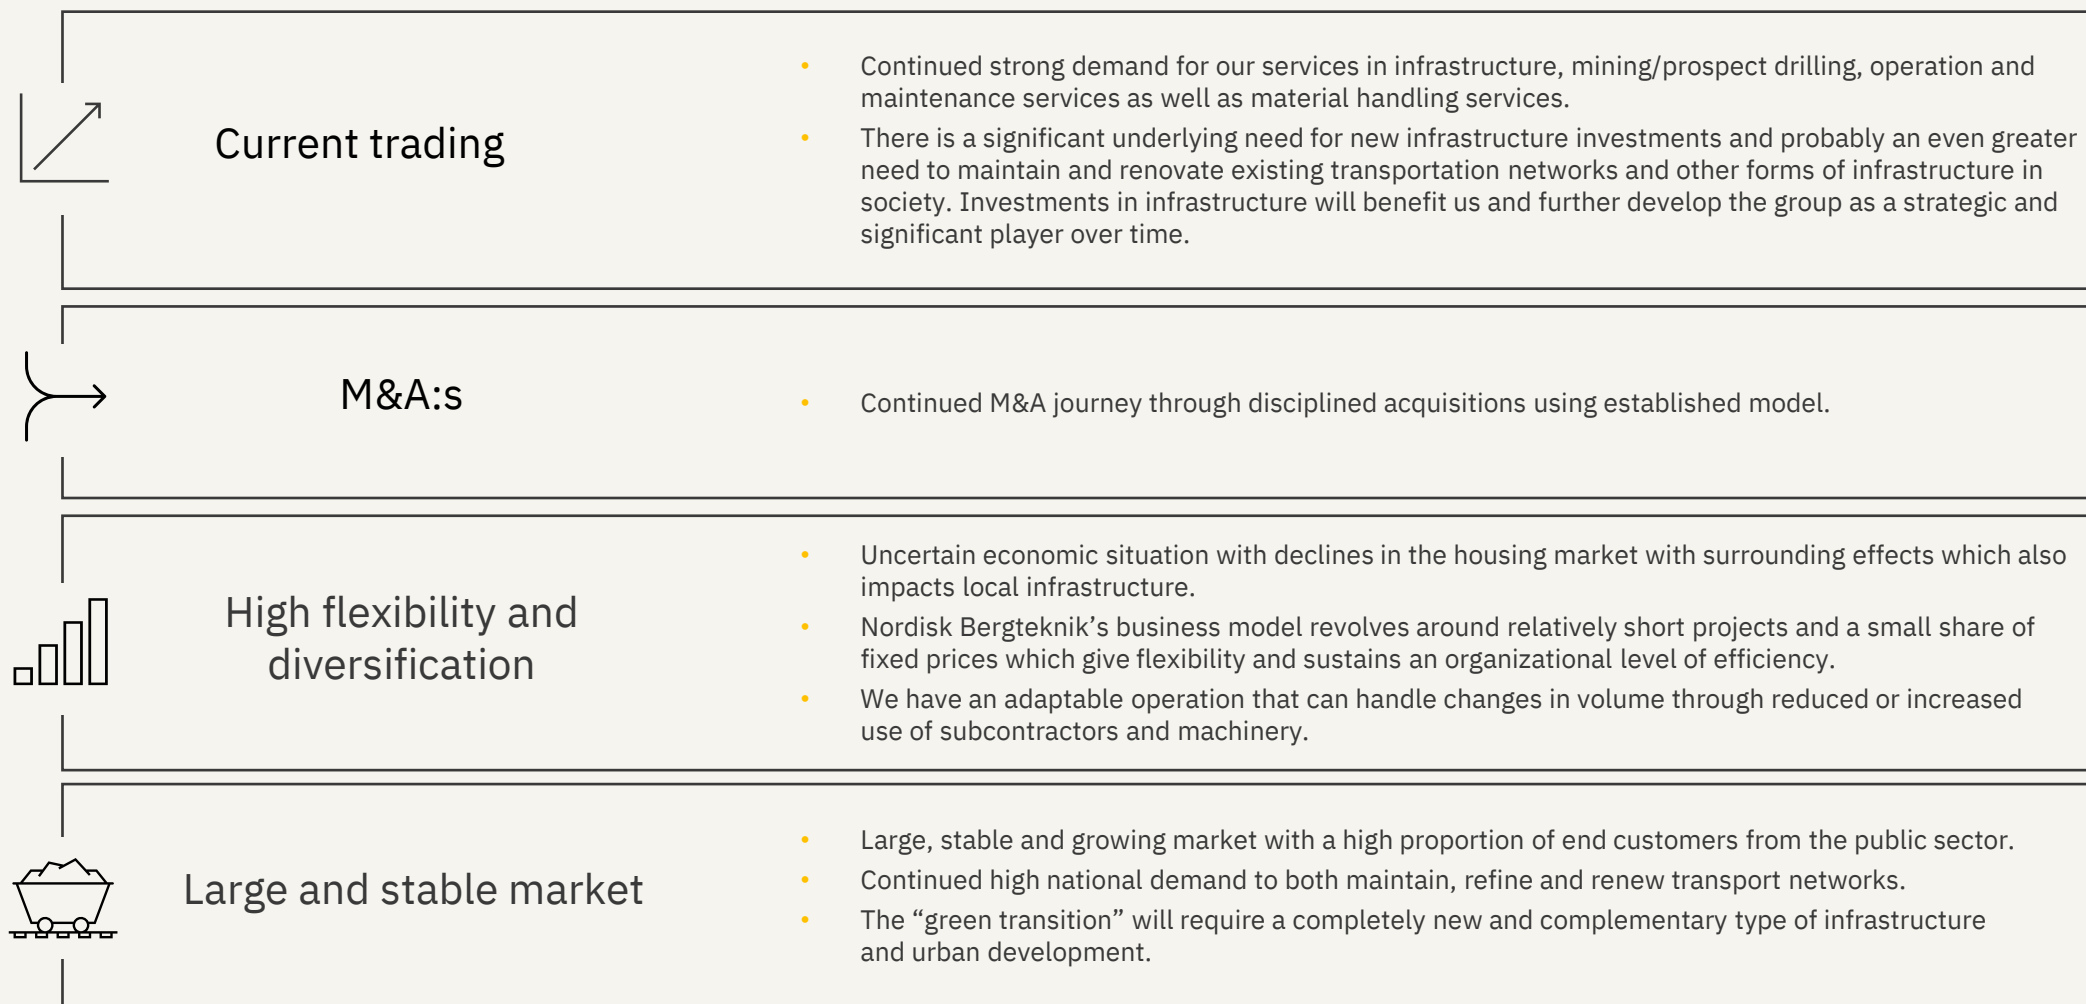 Current trading
• Continued strong demand for our services in infrastructure, mining/prospect drilling, operation and
maintenance services as well as material handling services.
• There is a significant underlying need for new infrastructure investments and probably an even greater
need to maintain and renovate existing transportation networks and other forms of infrastructure in
society. Investments in infrastructure will benefit us and further develop the group as a strategic and
significant player over time.
M&A:s
• Continued M&A journey through disciplined acquisitions using established model.
High flexibility and
diversification
• Uncertain economic situation with declines in the housing market with surrounding effects which also
impacts local infrastructure.
• Nordisk Bergteknik’s business model revolves around relatively short projects and a small share of
fixed prices which give flexibility and sustains an organizational level of efficiency.
• We have an adaptable operation that can handle changes in volume through reduced or increased
use of subcontractors and machinery.
Large and stable market
• Large, stable and growing market with a high proportion of end customers from the public sector.
• Continued high national demand to both maintain, refine and renew transport networks.
• The “green transition” will require a completely new and complementary type of infrastructure
and urban development.